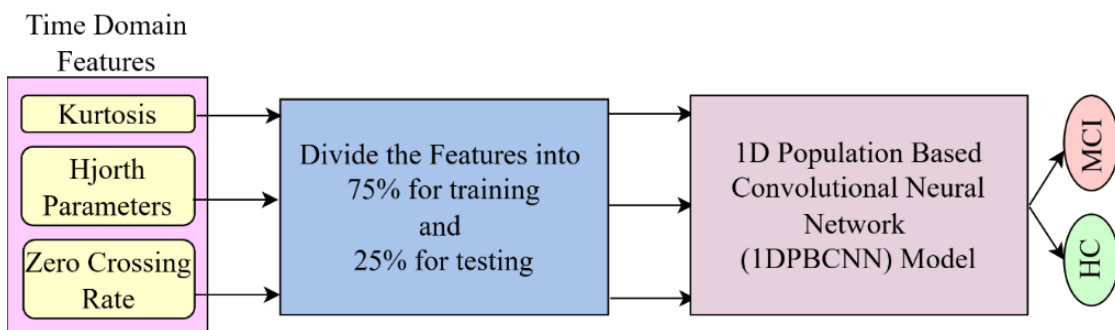 Time Domain
Features
Kurtosis
Hjorth
Parameters
Zero Crossing
Rate
Divide the Features into
75% for training
and
25% for testing
1D Population Based
Convolutional Neural
Network
(1DPBCNN) Model
MCI
HC